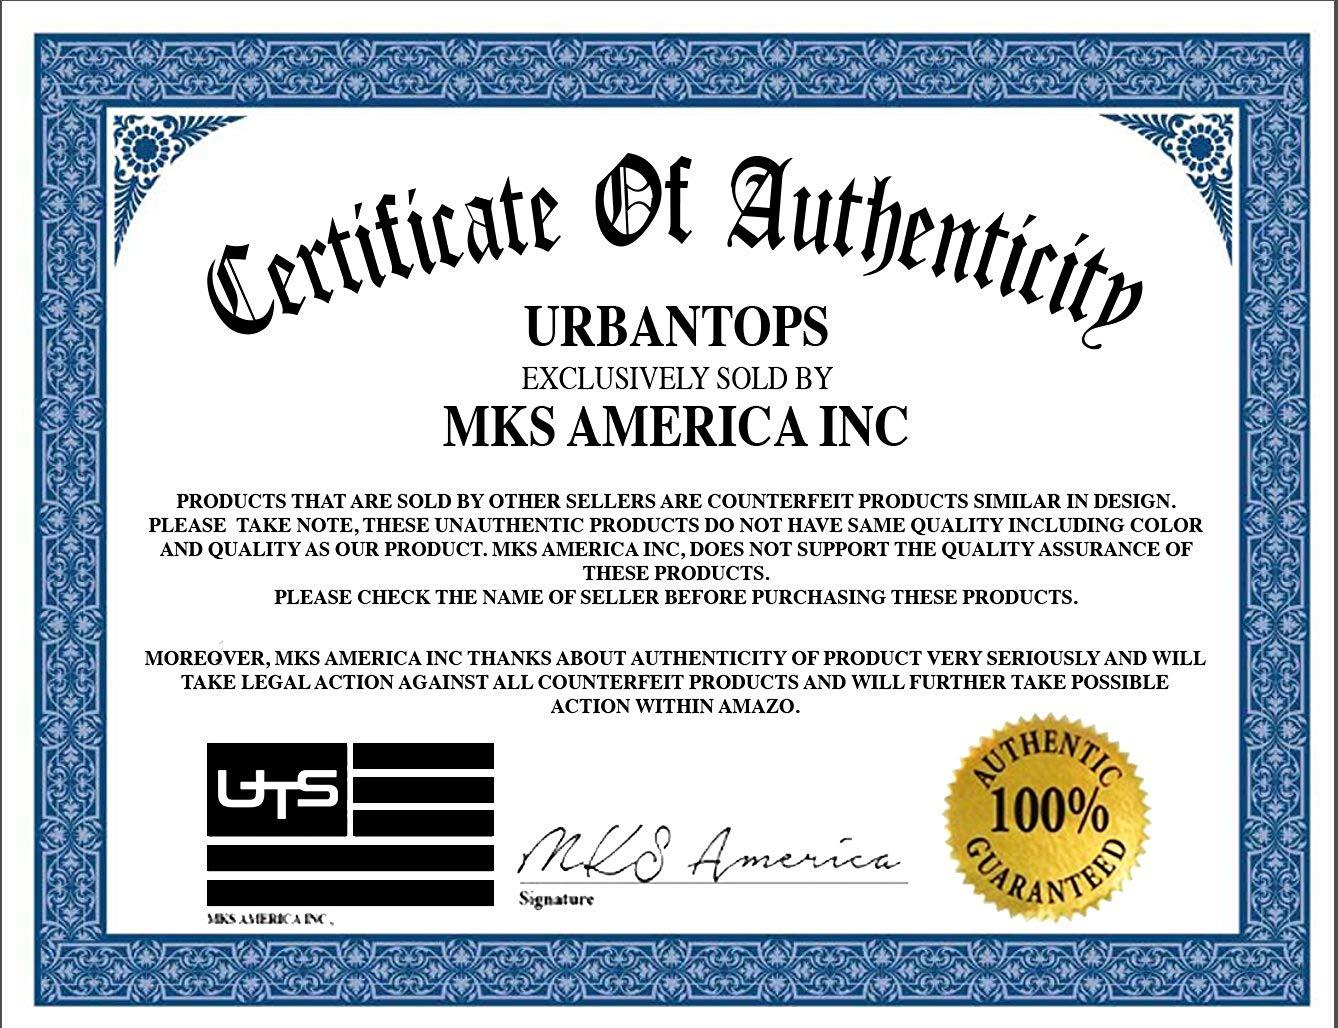 Certificate Of Authenticity
URBANTOPS
EXCLUSIVELY SOLD BY
MKS AMERICA INC
PRODUCTS THAT ARE SOLD BY OTHER SELLERS ARE COUNTERFEIT PRODUCTS SIMILAR IN DESIGN.
PLEASE TAKE NOTE, THESE UNAUTHENTIC PRODUCTS DO NOT HAVE SAME QUALITY INCLUDING COLOR
AND QUALITY AS OUR PRODUCT. MKS AMERICA INC, DOES NOT SUPPORT THE QUALITY ASSURANCE OF
THESE PRODUCTS.
PLEASE CHECK THE NAME OF SELLER BEFORE PURCHASING THESE PRODUCTS.
MOREOVER, MKS AMERICA INC THANKS ABOUT AUTHENTICITY OF PRODUCT VERY SERIOUSLY AND WILL
TAKE LEGAL ACTION AGAINST ALL COUNTERFEIT PRODUCTS AND WILL FURTHER TAKE POSSIBLE
ACTION WITHIN AMAZO.
UTS
MKS AMERICA INC ,
MKS America
Signature
AUTHENTIC
100%
GUARANTEED